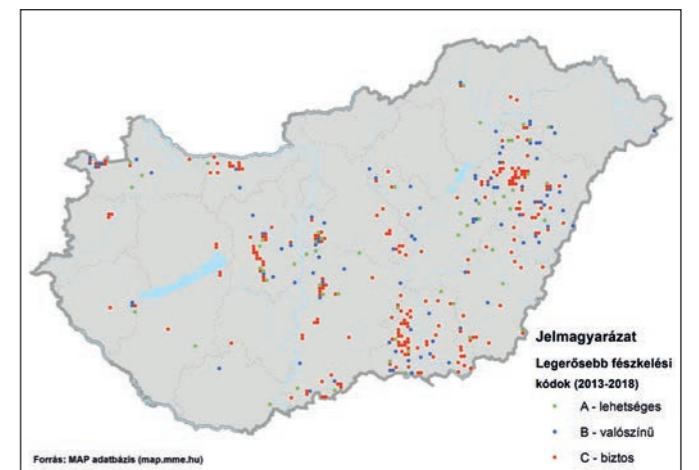 Jelmagyarázat
Legerősebb fészkelési
kódok (2013-2018)
A - lehetséges
B - valószínű
C - biztos
Forrás: MAP adatbázis (map.mme.hu)